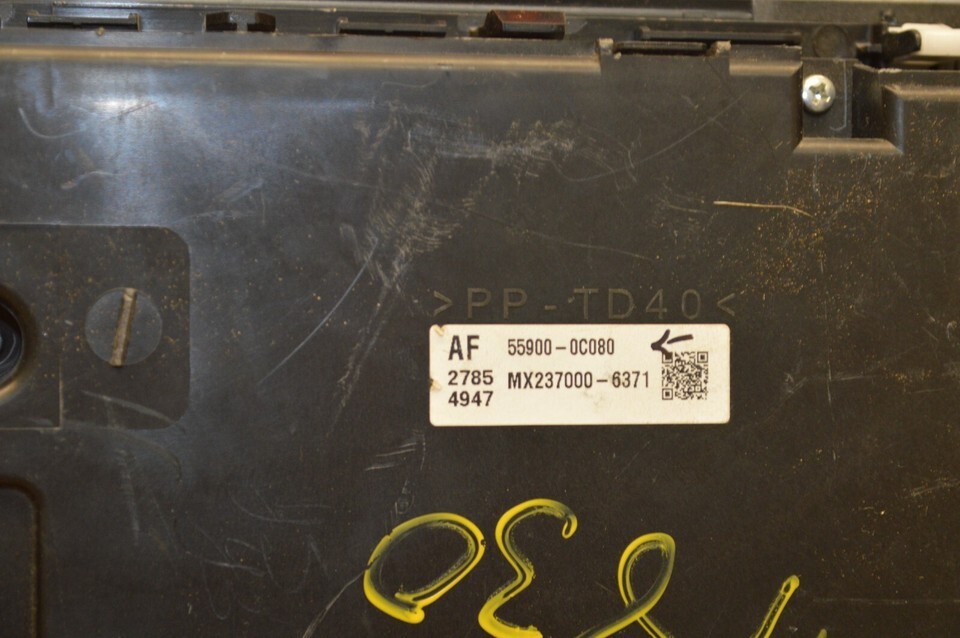 >PP-TD40<
AF 55900-0C080
2785 MX237000-6371
4947